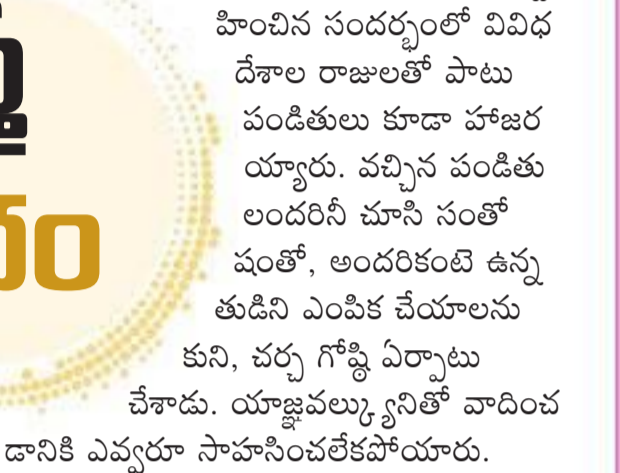 హించిన సందర్భంలో వివిధ
దేశాల రాజులతో పాటు
పండితులు కూడా హాజర
య్యారు. వచ్చిన పండితు
లందరినీ చూసి సంతో
షంతో, అందరికంటె ఉన్న
తుడిని ఎంపిక చేయాలను
కుని, చర్చ గోష్ఠి ఏర్పాటు
చేశాడు. యాజ్ఞవల్క్యునితో వాదించ
డానికి ఎవ్వరూ సాహసించలేకపోయారు.